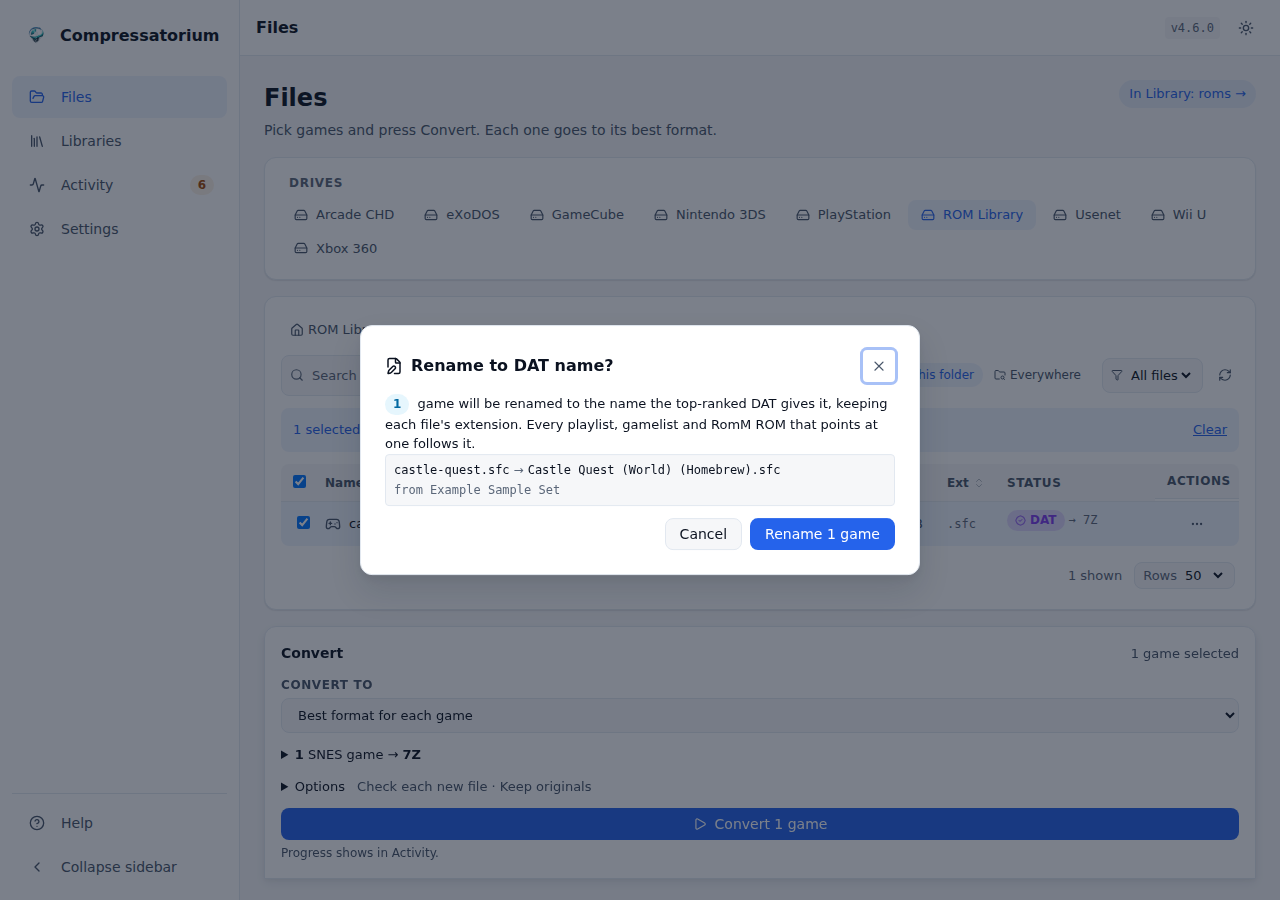 Compressatorium
Files
Libraries
Activity
6
Settings
Help
Collapse sidebar
Files
v4.6.0
Files
In Library: roms →
Pick games and press Convert. Each one goes to its best format.
DRIVES
Arcade CHD
eXoDOS
GameCube
Nintendo 3DS
PlayStation
ROM Library
Usenet
Wii U
Xbox 360
ROM Lib
Search
his folder
Everywhere
All files
1 selected
Clear
Name
Ext
STATUS
ACTIONS
ca
.sfc
DAT → 7Z
...
1 shown
Rows 50
Rename to DAT name?
1 game will be renamed to the name the top-ranked DAT gives it, keeping
each file's extension. Every playlist, gamelist and RomM ROM that points at
one follows it.
castle-quest.sfc → Castle Quest (World) (Homebrew).sfc
from Example Sample Set
Cancel
Rename 1 game
Convert
1 game selected
CONVERT TO
Best format for each game
1 SNES game → 7Z
Options Check each new file · Keep originals
Convert 1 game
Progress shows in Activity.